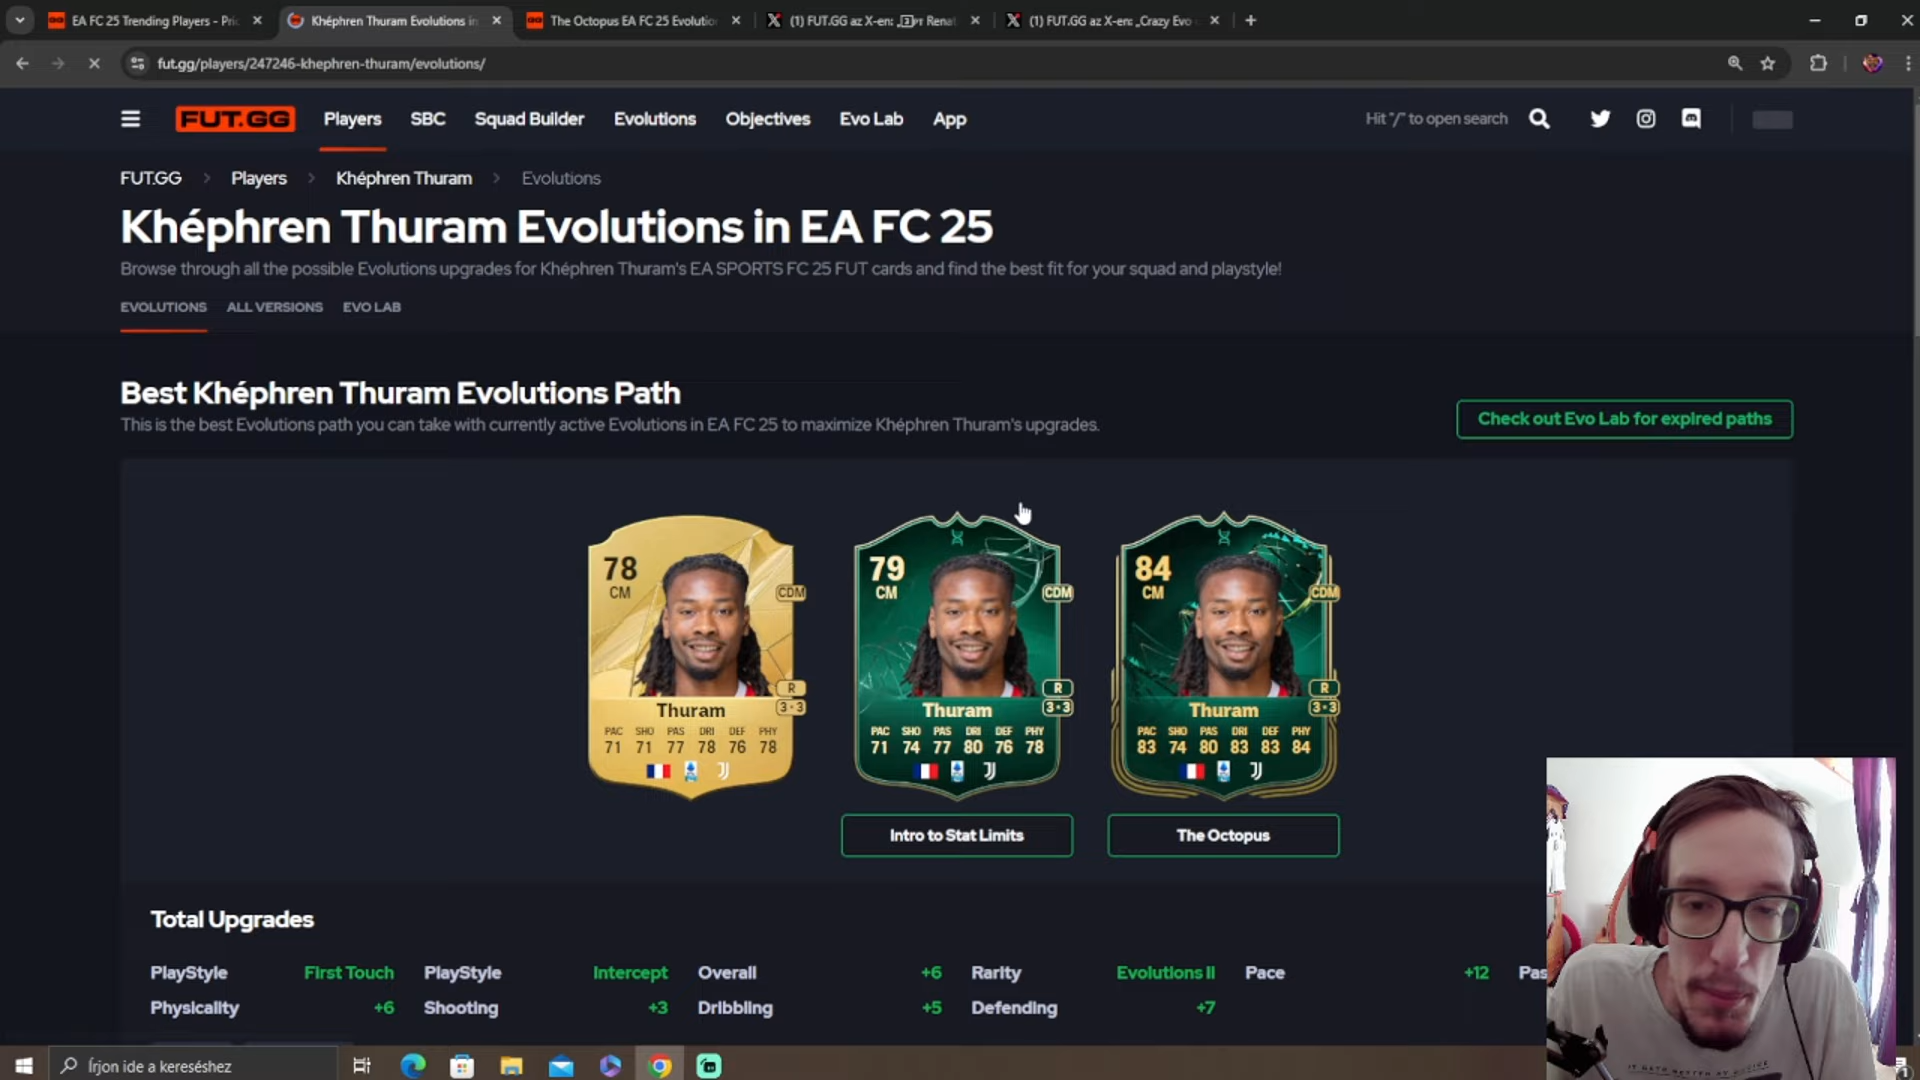 EA FC 25 Trending Players - Pri
Khéphren Thuram Evolutions in
The Octopus EA FC 25 Evolutio
(1) FUT.GG az X-en:
Renat
(1) FUT.GG az X-en: „Crazy Evo
fut.gg/players/247246-khephren-thuram/evolutions/
FUT.GG
Players
SBC
Squad Builder
Evolutions
Objectives
Evo Lab
App
Hit "/" to open search
FUT.GG > Players > Khéphren Thuram > Evolutions
Khéphren Thuram Evolutions in EA FC 25
Browse through all the possible Evolutions upgrades for Khéphren Thuram's EA SPORTS FC 25 FUT cards and find the best fit for your squad and playstyle!
EVOLUTIONS ALL VERSIONS EVO LAB
Best Khéphren Thuram Evolutions Path
This is the best Evolutions path you can take with currently active Evolutions in EA FC 25 to maximize Khéphren Thuram's upgrades.
Check out Evo Lab for expired paths
78
CM
CDM
R
3•3
Thuram
PAC SHO PAS DRI DEF PHY
71 71 77 78 76 78
79
CM
CDM
R
3•3
Thuram
PAC SHO PAS DRI DEF PHY
71 74 77 80 76 78
Intro to Stat Limits
84
CM
CDM
R
3•3
Thuram
PAC SHO PAS DRI DEF PHY
83 74 80 83 83 84
The Octopus
Total Upgrades
PlayStyle First Touch PlayStyle Intercept Overall +6 Rarity Evolutions II Pace +12 Pas
Physicality +6 Shooting +3 Dribbling +5 Defending +7
Írjon ide a kereséshez